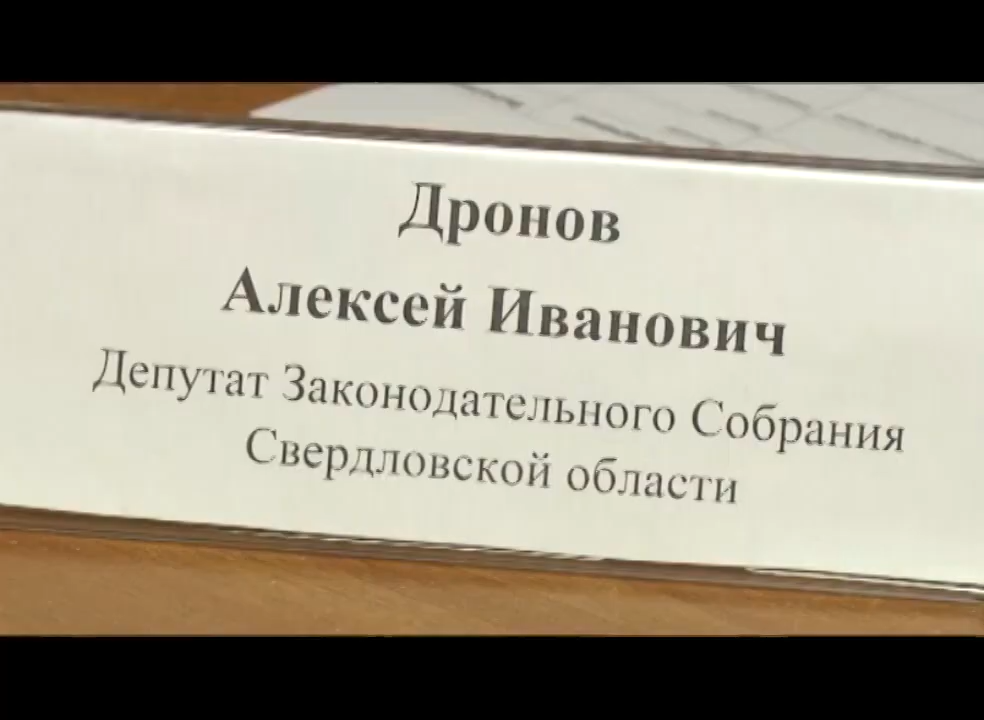 Дронов
Алексей Иванович
Депутат Законодательного Собрания
Свердловской области